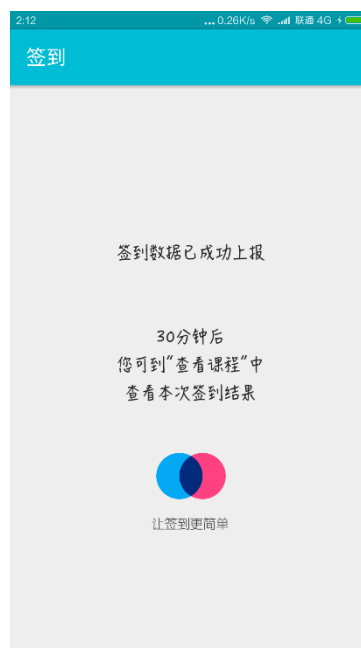 2:12 ... 0.26K/s 联通 4G
签到
签到数据已成功上报
30分钟后
您可到"查看课程"中
查看本次签到结果
让签到更简单